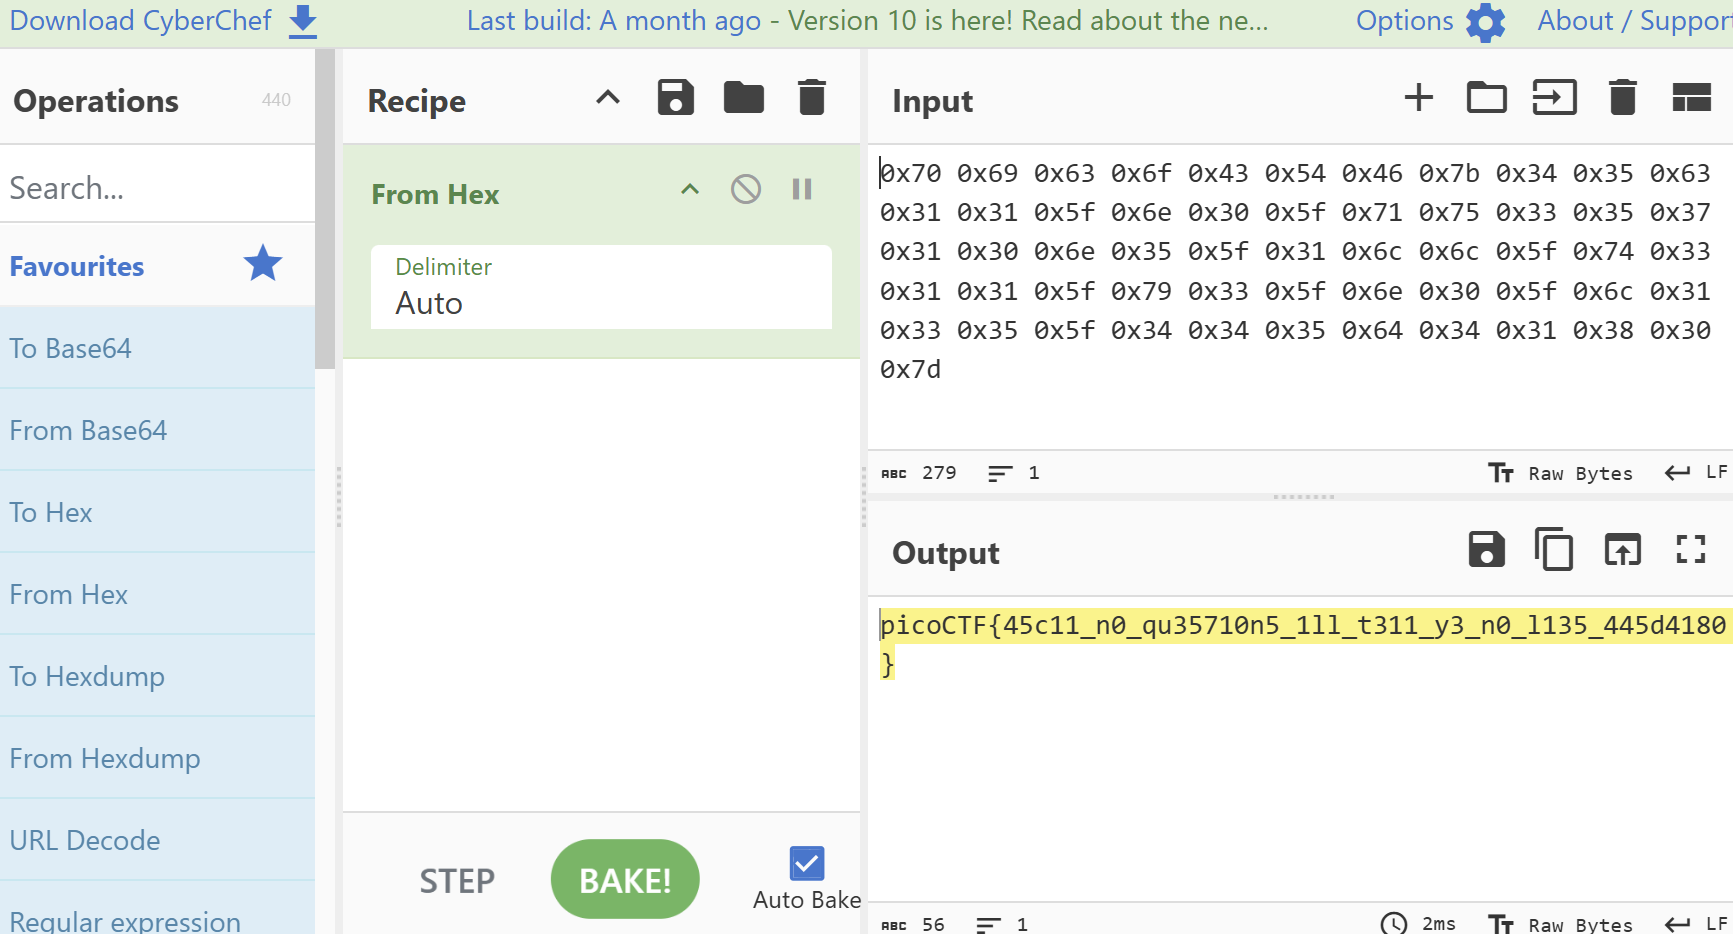 Download CyberChef
Last build: A month ago - Version 10 is here! Read about the ne...
Options
About / Support
Operations
440
Search...
Favourites
To Base64
From Base64
To Hex
From Hex
To Hexdump
From Hexdump
URL Decode
Regular expression
Recipe
From Hex
Delimiter
Auto
STEP
BAKE!
Auto Bake
Input
0x70 0x69 0x63 0x6f 0x43 0x54 0x46 0x7b 0x34 0x35 0x63
0x31 0x31 0x5f 0x6e 0x30 0x5f 0x71 0x75 0x33 0x35 0x37
0x31 0x30 0x6e 0x35 0x5f 0x31 0x6c 0x6c 0x5f 0x74 0x33
0x31 0x31 0x5f 0x79 0x33 0x5f 0x6e 0x30 0x5f 0x6c 0x31
0x33 0x35 0x5f 0x34 0x34 0x35 0x64 0x34 0x31 0x38 0x30
0x7d
ABC 279 1
Tт Raw Bytes LF
Output
picoCTF{45c11_n0_qu35710n5_1ll_t311_y3_n0_l135_445d4180
}
ABC 56 1
2ms Tт Raw Bytes LF